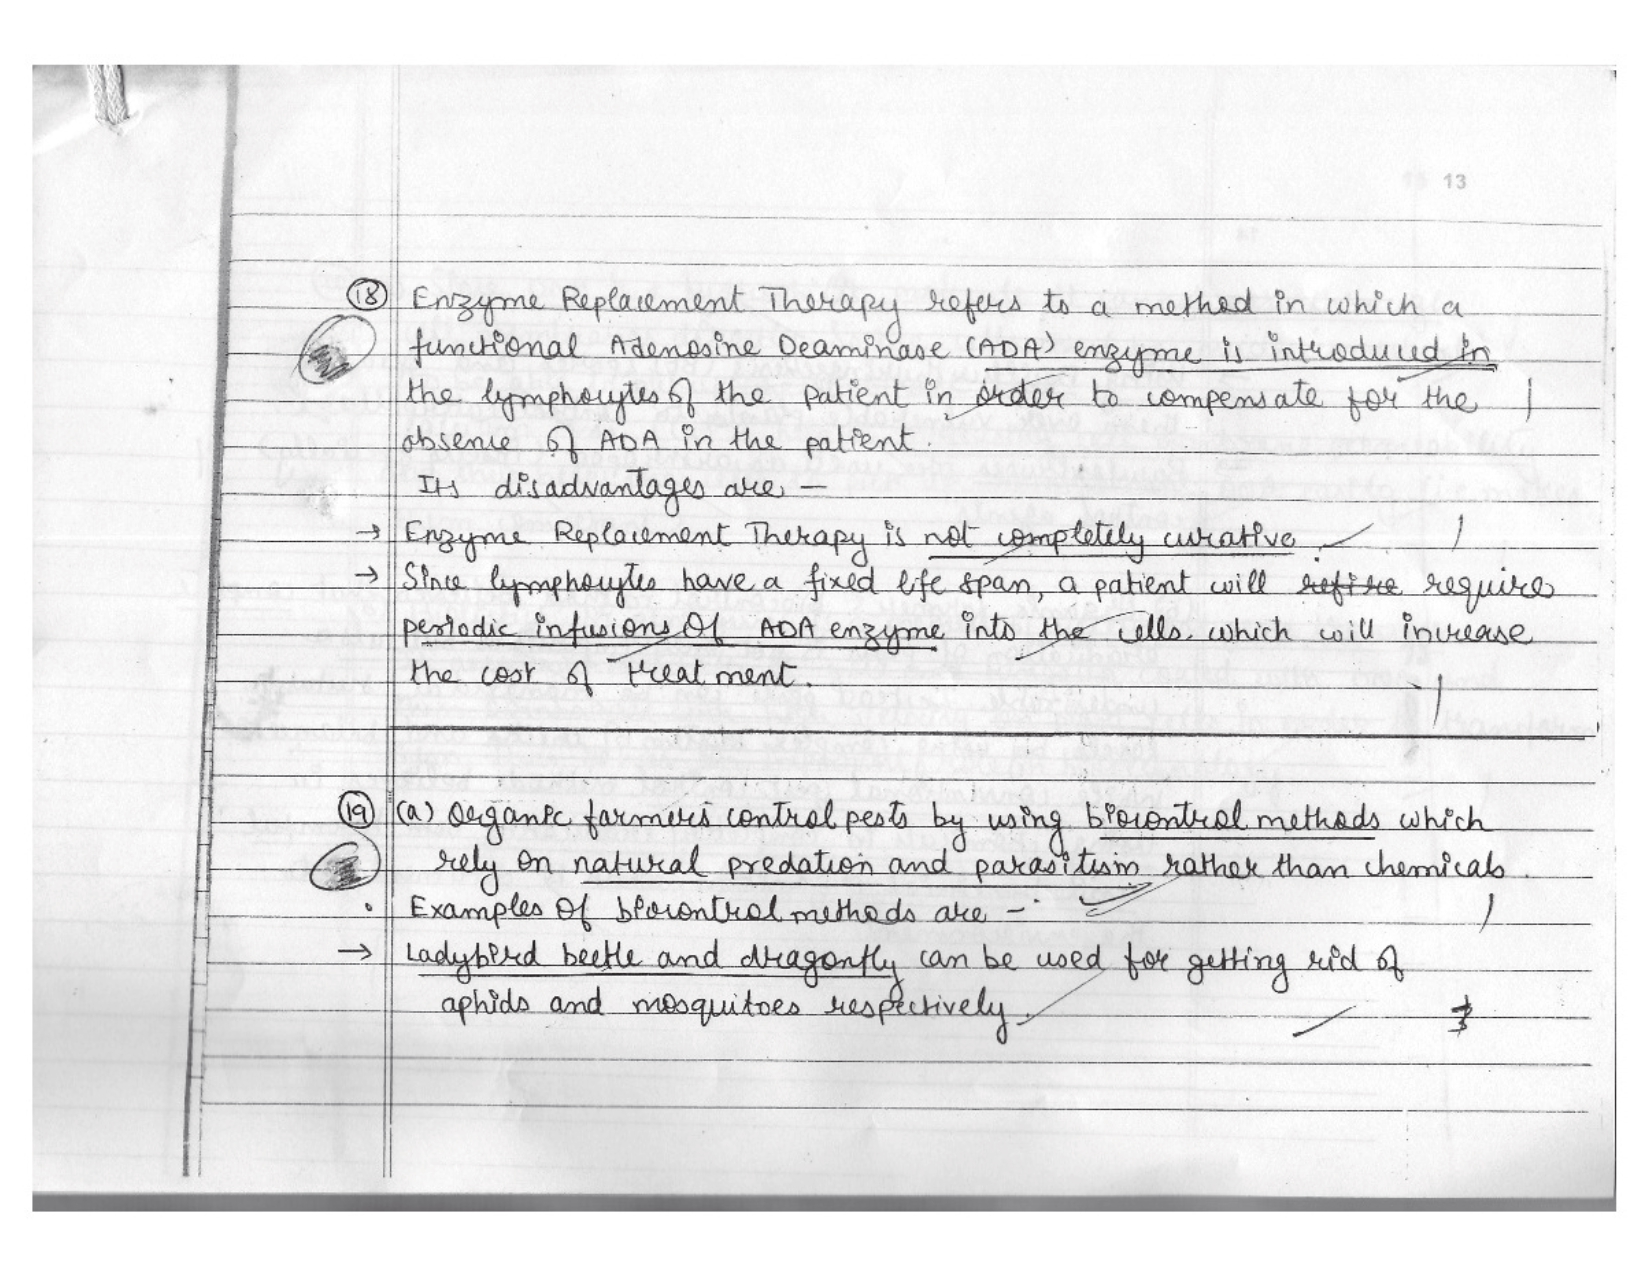 13
18 Enzyme Replacement Therapy refers to a method in which a
functional Adenosine Deaminase (ADA) enzyme is introduced in
the lymphocytes of the patient in order to compensate for the
absence of ADA in the patient.
Its disadvantages are, —
→ Enzyme Replacement Therapy is not completely curative.
→ Since lymphocytes have a fixed life span, a patient will require
periodic infusions of ADA enzyme into the cells. which will increase
the cost of treatment.
19 (a) Organic farmers control pests by using biocontrol methods which
rely on natural predation and parasitism rather than chemicals.
• Examples of biocontrol methods are -
→ Ladybird beetle and dragonfly can be used for getting rid of
aphids and mosquitoes respectively.